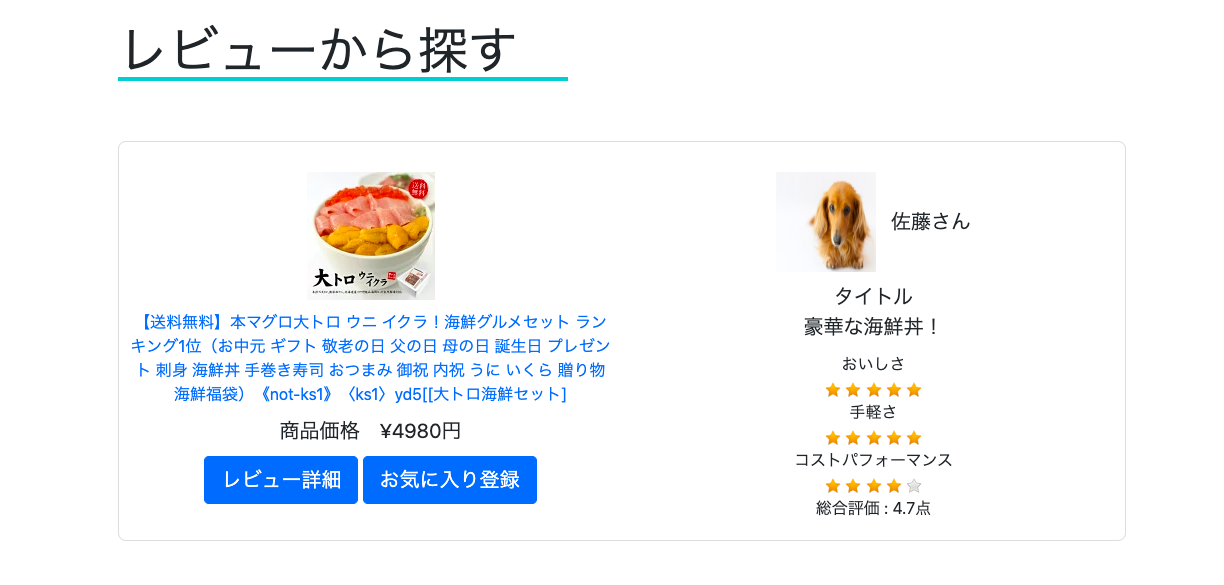 レビューから探す
送料
無料
大トロ ウニ
イクラ
【送料無料】本マグロ大トロ ウニ イクラ！海鮮グルメセット ラン
キング1位（お中元 ギフト 敬老の日 父の日 母の日 誕生日 プレゼン
ト 刺身 海鮮丼 手巻き寿司 おつまみ 御祝 内祝 うに いくら 贈り物
海鮮福袋）《not-ks1》〈ks1〉yd5[[大トロ海鮮セット]
商品価格　¥4980円
レビュー詳細 お気に入り登録
佐藤さん
タイトル
豪華な海鮮丼！
おいしさ
手軽さ
コストパフォーマンス
総合評価 : 4.7点